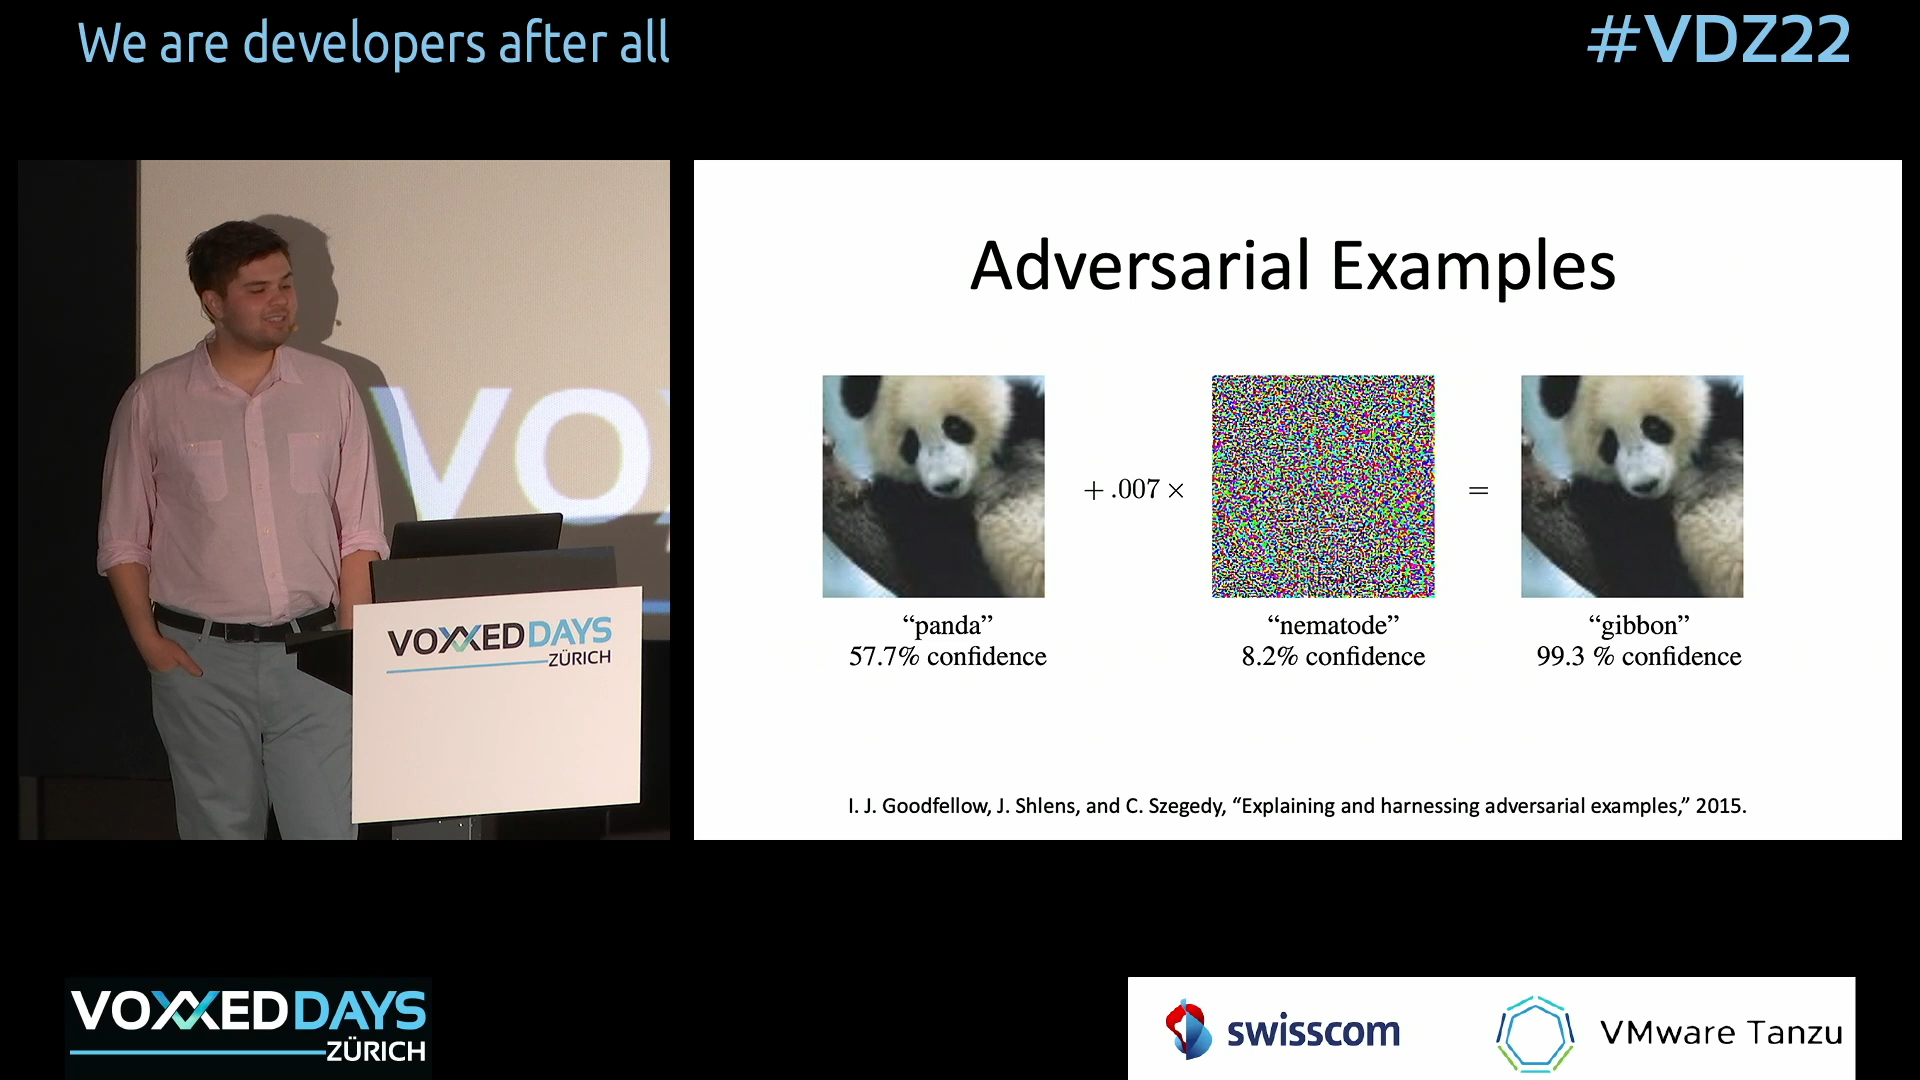 We are developers after all
#VDZ22
VO
VOXXED DAYS
ZÜRICH
Adversarial Examples
+ .007 ×
=
“panda”
57.7% confidence
“nematode”
8.2% confidence
“gibbon”
99.3 % confidence
I. J. Goodfellow, J. Shlens, and C. Szegedy, “Explaining and harnessing adversarial examples,” 2015.
VOXXED DAYS
ZÜRICH
swisscom
VMware Tanzu